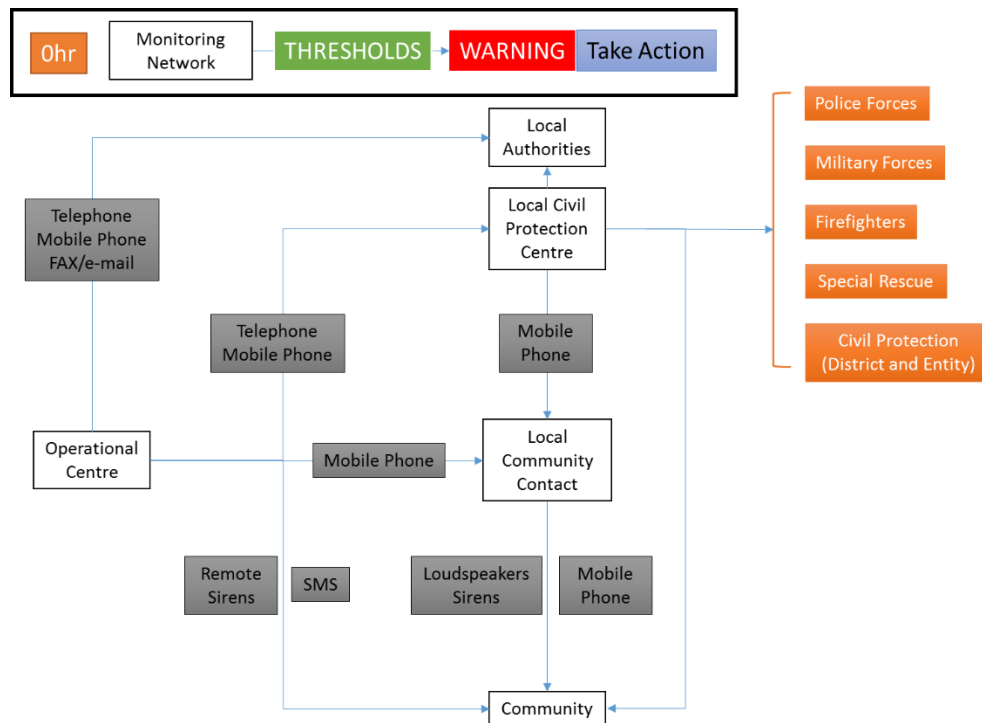 0hr
Monitoring
Network
THRESHOLDS
WARNING
Take Action
Local
Authorities
Police Forces
Military Forces
Firefighters
Special Rescue
Civil Protection
(District and Entity)
Telephone
Mobile Phone
FAX/e-mail
Local Civil
Protection
Centre
Telephone
Mobile Phone
Mobile
Phone
Operational
Centre
Mobile Phone
Local
Community
Contact
Remote
Sirens
SMS
Loudspeakers
Sirens
Mobile
Phone
Community